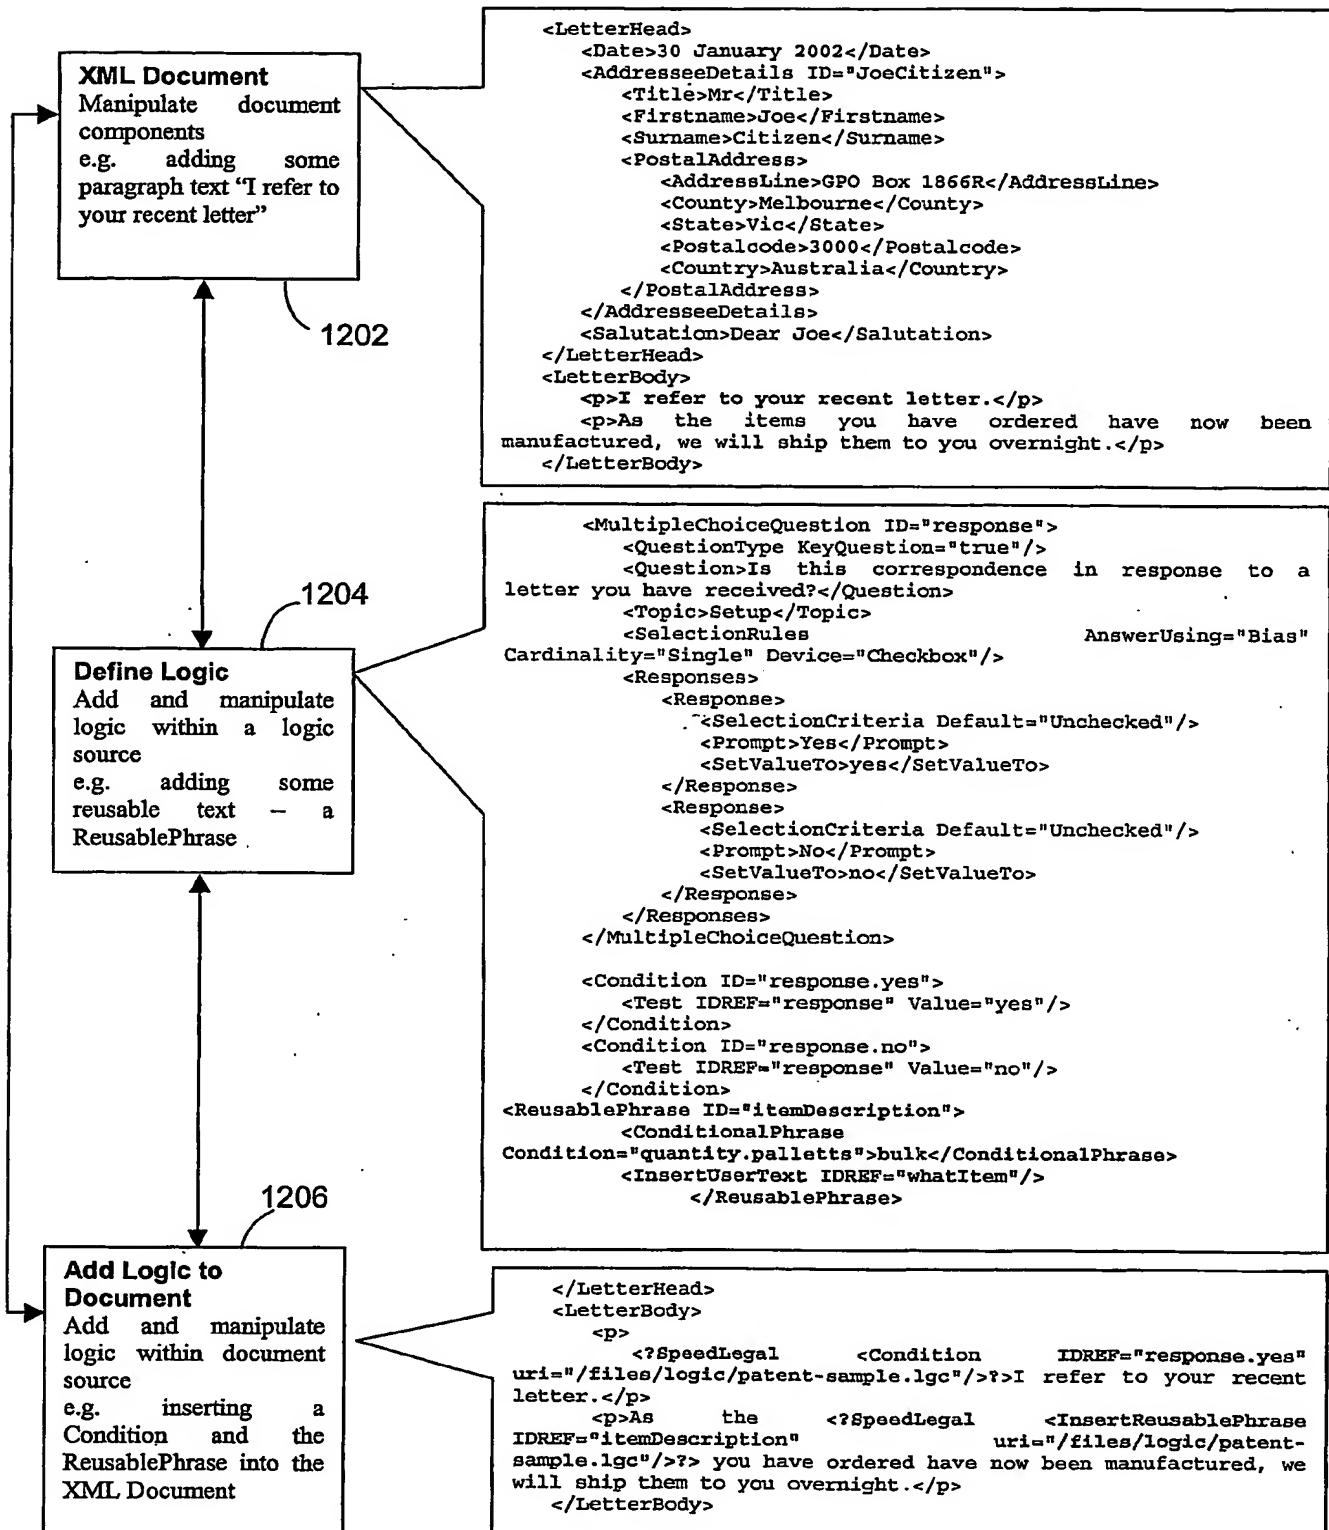 XML Document
Manipulate document
components
e.g. adding some
paragraph text “I refer to
your recent letter”
1202
<LetterHead>
<Date>30 January 2002</Date>
<AddresseeDetails ID="JoeCitizen">
<Title>Mr</Title>
<Firstname>Joe</Firstname>
<Surname>Citizen</Surname>
<PostalAddress>
<AddressLine>GPO Box 1866R</AddressLine>
<County>Melbourne</County>
<State>Vic</State>
<Postalcode>3000</Postalcode>
<Country>Australia</Country>
</PostalAddress>
</AddresseeDetails>
<Salutation>Dear Joe</Salutation>
</LetterHead>
<LetterBody>
<p>I refer to your recent letter.</p>
<p>As the items you have ordered have now been
manufactured, we will ship them to you overnight.</p>
</LetterBody>
1204
Define Logic
Add and manipulate
logic within a logic
source
e.g. adding some
reusable text – a
ReusablePhrase
<MultipleChoiceQuestion ID="response">
<QuestionType KeyQuestion="true"/>
<Question>Is this correspondence in response to a
letter you have received?</Question>
<Topic>Setup</Topic>
<SelectionRules AnswerUsing="Bias"
Cardinality="Single" Device="Checkbox"/>
<Responses>
<Response>
<SelectionCriteria Default="Unchecked"/>
<Prompt>Yes</Prompt>
<SetValueTo>yes</SetValueTo>
</Response>
<Response>
<SelectionCriteria Default="Unchecked"/>
<Prompt>No</Prompt>
<SetValueTo>no</SetValueTo>
</Response>
</Responses>
</MultipleChoiceQuestion>
<Condition ID="response.yes">
<Test IDREF="response" Value="yes"/>
</Condition>
<Condition ID="response.no">
<Test IDREF="response" Value="no"/>
</Condition>
<ReusablePhrase ID="itemDescription">
<ConditionalPhrase
Condition="quantity.palletts">bulk</ConditionalPhrase>
<InsertUserText IDREF="whatItem"/>
</ReusablePhrase>
1206
Add Logic to
Document
Add and manipulate
logic within document
source
e.g. inserting a
Condition and the
ReusablePhrase into the
XML Document
</LetterHead>
<LetterBody>
<p>
<?SpeedLegal <Condition IDREF="response.yes"
uri="/files/logic/patent-sample.lgc"/>?>I refer to your recent
letter.</p>
<p>As the <?SpeedLegal <InsertReusablePhrase
IDREF="itemDescription" uri="/files/logic/patent-
sample.lgc"/>?> you have ordered have now been manufactured, we
will ship them to you overnight.</p>
</LetterBody>